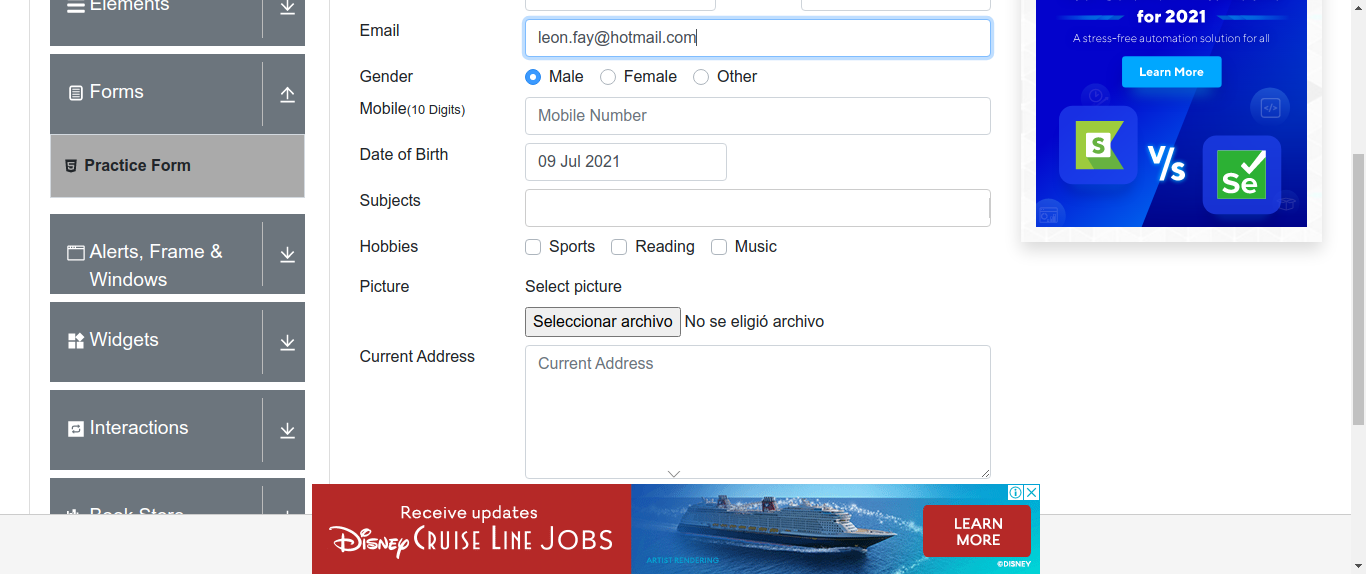 Elements
Forms
Practice Form
Alerts, Frame &
Windows
Widgets
Interactions
Book Store
Email
leon.fay@hotmail.com
Gender
Male Female Other
Mobile(10 Digits)
Mobile Number
Date of Birth
09 Jul 2021
Subjects
Hobbies
Sports Reading Music
Picture
Select picture
Seleccionar archivo No se eligió archivo
Current Address
Current Address
for 2021
A stress-free automation solution for all
Learn More
S
V/s
Se
Receive updates
Disney CRUISE LINE JOBS
ARTIST RENDERING
LEARN
MORE
©DISNEY